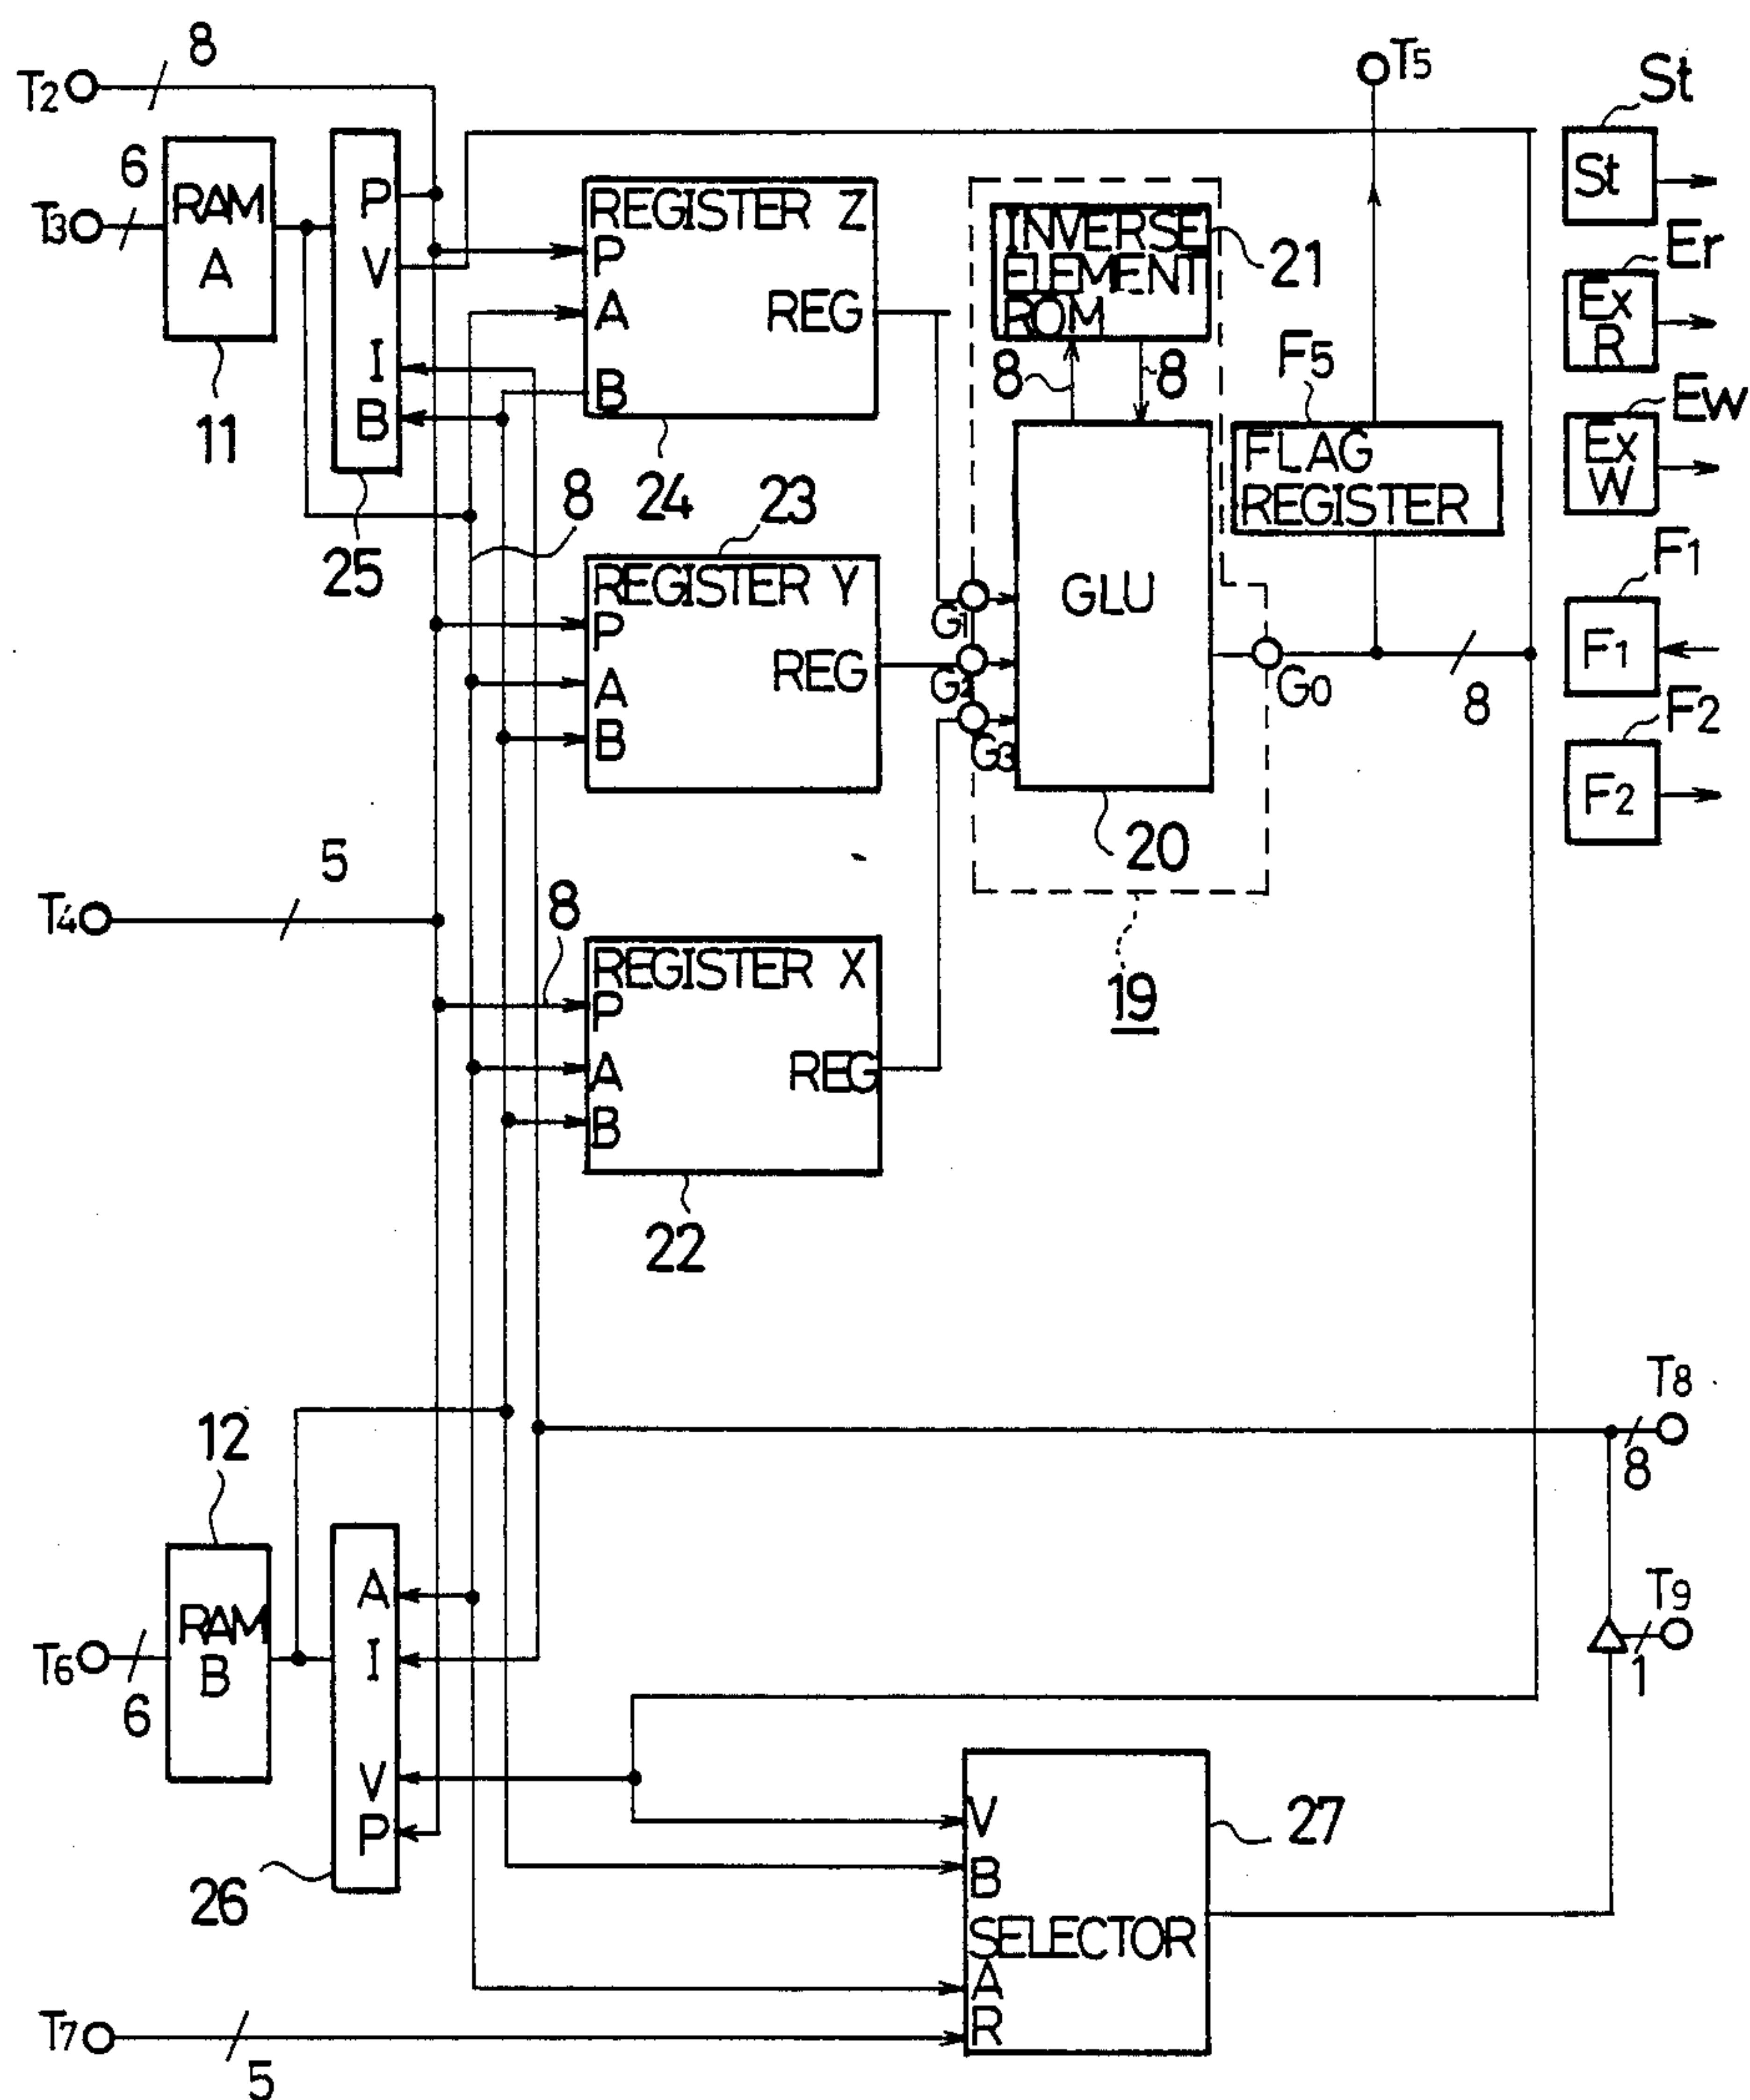 T2
8
T3
6
RAM
A
11
P
V
I
B
25
REGISTER Z
P
A
B
REG
24
8
23
REGISTER Y
P
A
B
REG
INVERSE
ELEMENT
ROM
21
8
8
G1
G2
G3
GLU
20
G0
8
19
T5
F5
FLAG
REGISTER
St
St
Er
Ex
R
Ew
Ex
W
F1
F1
F2
F2
T4
5
8
REGISTER X
P
A
B
REG
22
T8
8
T9
1
12
RAM
B
T6
6
A
I
V
P
26
V
B
SELECTOR
A
R
27
T7
5